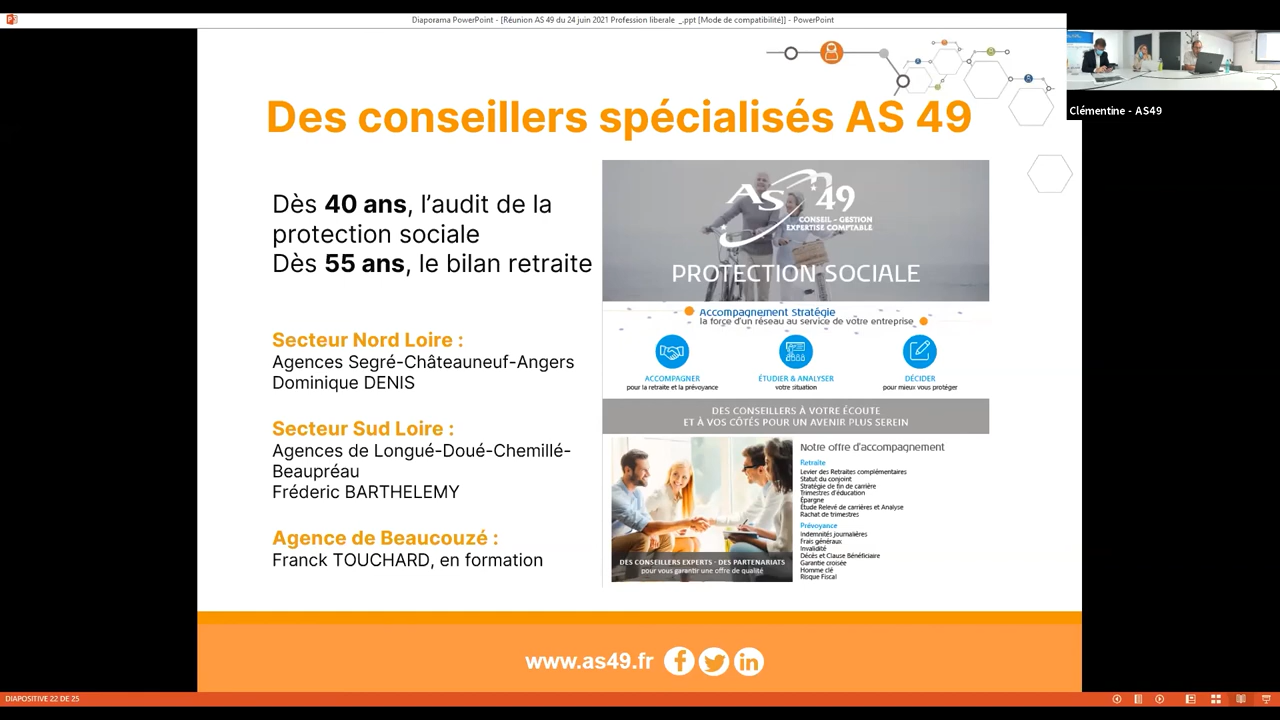 Diaporama PowerPoint - [Réunion AS 49 du 24 juin 2021 Profession liberale _.ppt [Mode de compatibilité]] - PowerPoint
Clémentine - AS49
Des conseillers spécialisés AS 49
Dès 40 ans, l'audit de la
protection sociale
Dès 55 ans, le bilan retraite
Secteur Nord Loire :
Agences Segré-Châteauneuf-Angers
Dominique DENIS
Secteur Sud Loire :
Agences de Longué-Doué-Chemillé-
Beaupréau
Fréderic BARTHELEMY
Agence de Beaucouzé :
Franck TOUCHARD, en formation
AS 49
CONSEIL - GESTION
EXPERTISE COMPTABLE
PROTECTION SOCIALE
Accompagnement Stratégie
la force d'un réseau au service de votre entreprise
ACCOMPAGNER
pour la retraite et la prévoyance
ÉTUDIER & ANALYSER
votre situation
DÉCIDER
pour mieux vous protéger
DES CONSEILLERS À VOTRE ÉCOUTE
ET À VOS CÔTÉS POUR UN AVENIR PLUS SEREIN
DES CONSEILLERS EXPERTS - DES PARTENARIATS
pour vous garantir une offre de qualité
Notre offre d'accompagnement
Retraite
Levier des Retraites complémentaires
Statut du conjoint
Stratégie de fin de carrière
Trimestres d'éducation
Épargne
Étude Relevé de carrières et Analyse
Rachat de trimestres
Prévoyance
Indemnités journalières
Frais généraux
Invalidité
Décès et Clause Bénéficiaire
Garantie croisée
Homme clé
Risque Fiscal
www.as49.fr
DIAPOSITIVE 22 DE 25